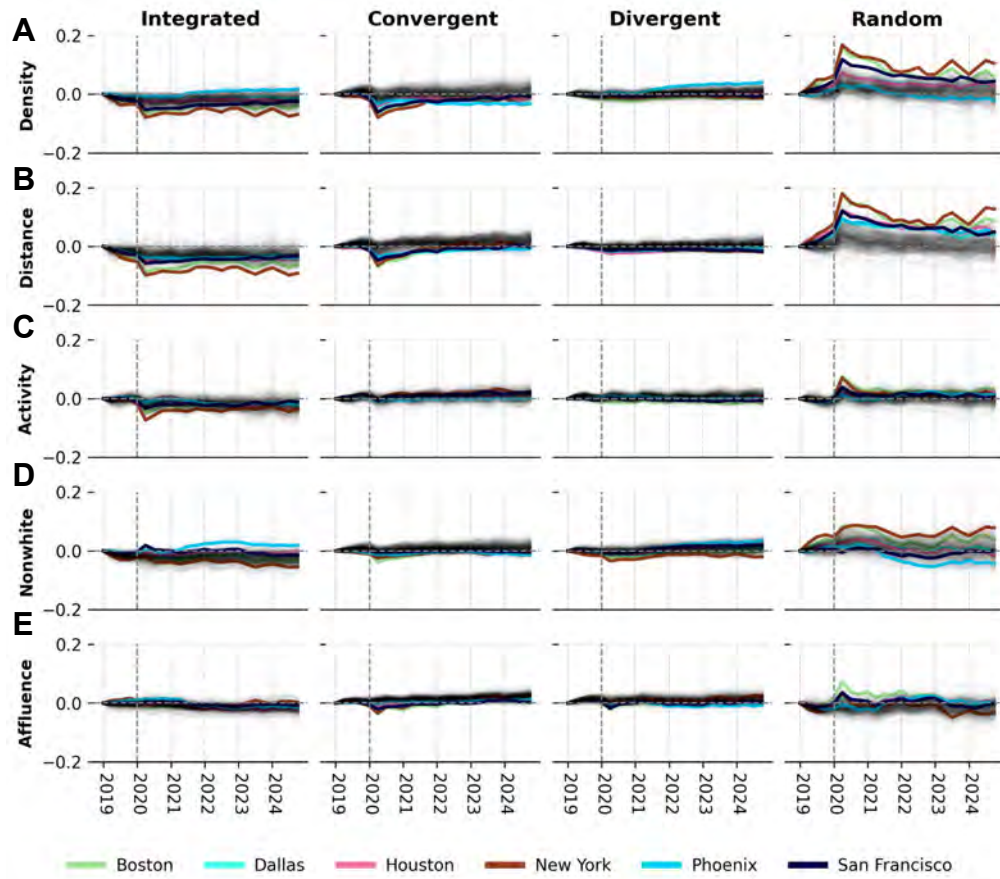 Integrated Convergent Divergent Random
A
Density
0.2
0.0
−0.2
B
Distance
0.2
0.0
−0.2
C
Activity
0.2
0.0
−0.2
D
Nonwhite
0.2
0.0
−0.2
E
Affluence
0.2
0.0
−0.2
2019 2020 2021 2022 2023 2024 2019 2020 2021 2022 2023 2024 2019 2020 2021 2022 2023 2024 2019 2020 2021 2022 2023 2024
Boston Dallas Houston New York Phoenix San Francisco